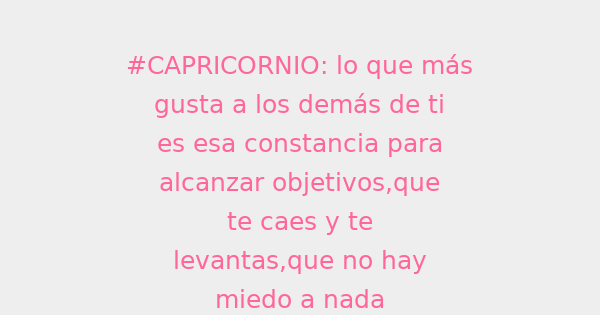 #CAPRICORNIO: lo que más
gusta a los demás de ti
es esa constancia para
alcanzar objetivos,que
te caes y te
levantas,que no hay
miedo a nada